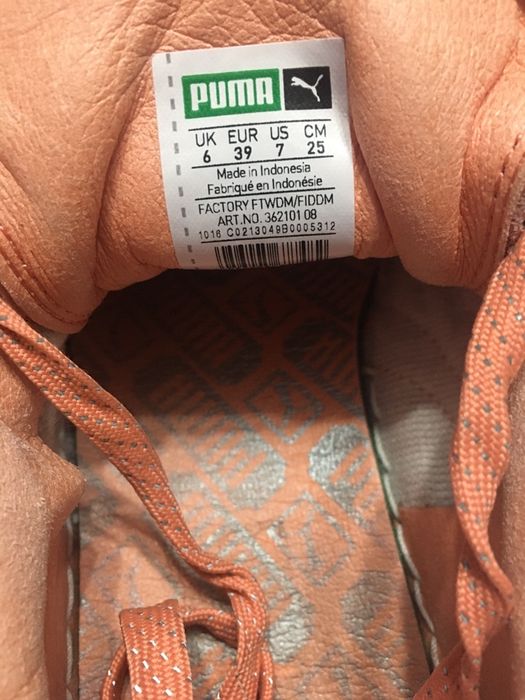 PUMA
UK EUR US CM
6 39 7 25
Made in Indonesia
Fabriqué en Indonésie
FACTORY FTWDM/FIDDM
ART.NO. 362101 08
1016 C0213049B0005312